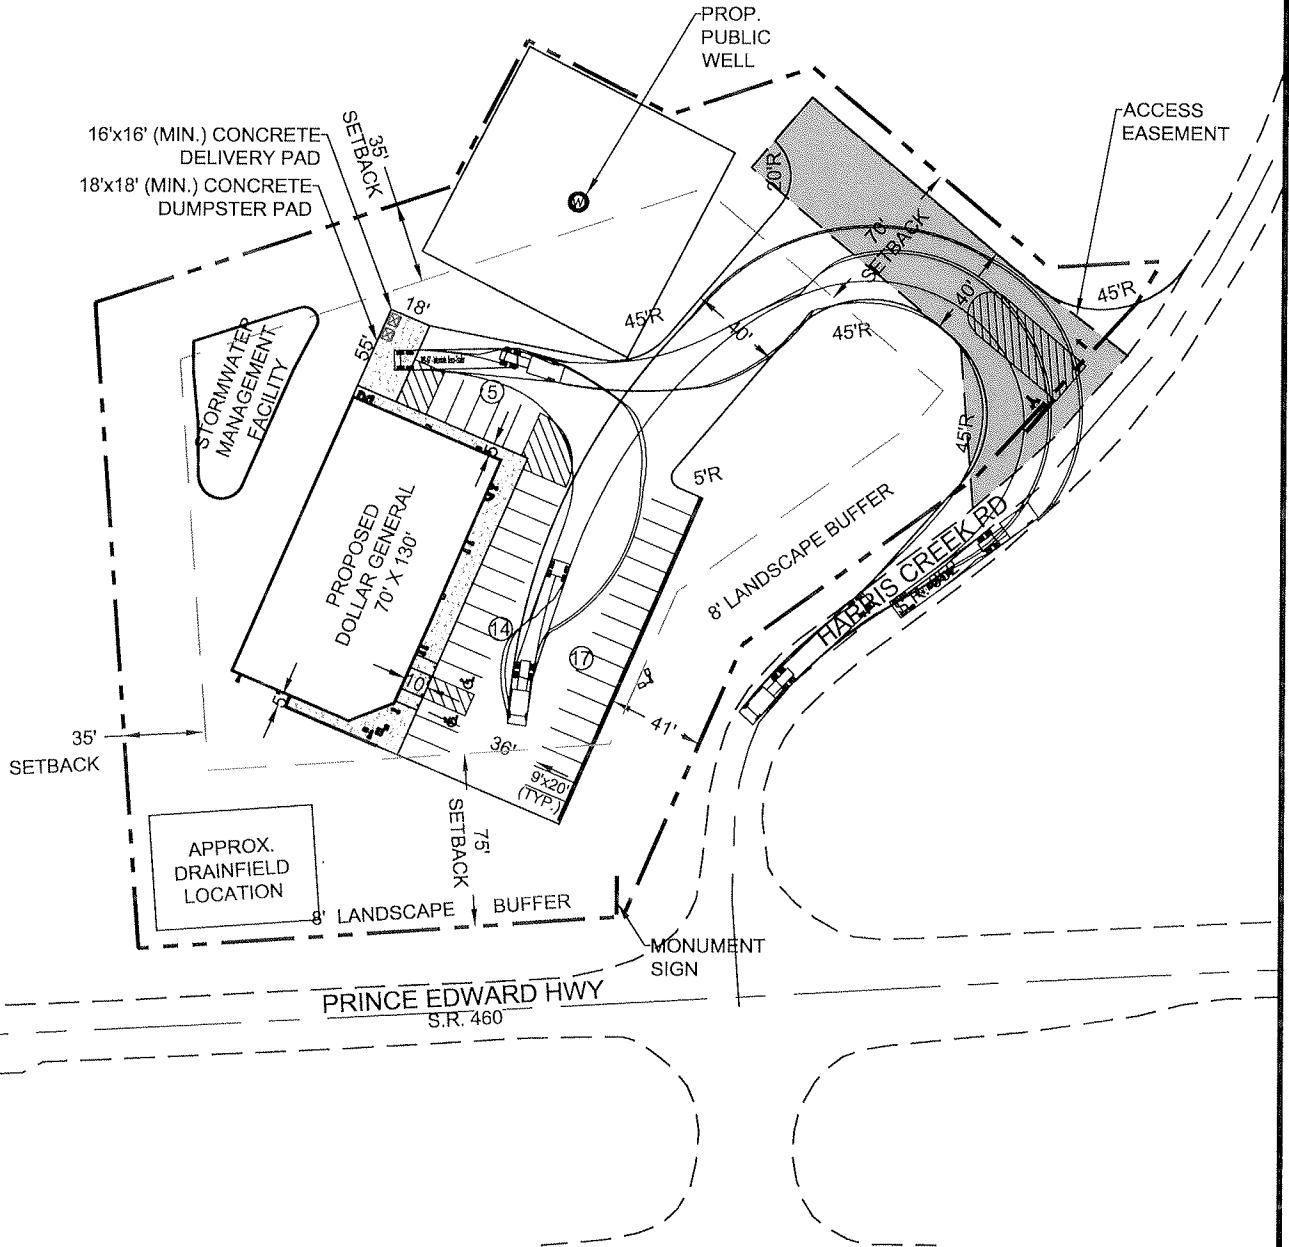 PROP.
PUBLIC
WELL
ACCESS
EASEMENT
16'x16' (MIN.) CONCRETE
DELIVERY PAD
18'x18' (MIN.) CONCRETE
DUMPSTER PAD
35'
SETBACK
W
20'R
70'
SETBACK
40'
45'R
18'
55'
45'R
40'
45'R
45'R
STORMWATER
MANAGEMENT
FACILITY
5
5'
5'R
PROPOSED
DOLLAR GENERAL
70' X 130'
8' LANDSCAPE BUFFER
HARRIS CREEK RD
14
17
10'
5'
41'
36'
9'x20'
(TYP.)
35'
SETBACK
75'
SETBACK
APPROX.
DRAINFIELD
LOCATION
8' LANDSCAPE BUFFER
MONUMENT
SIGN
PRINCE EDWARD HWY
S.R. 460